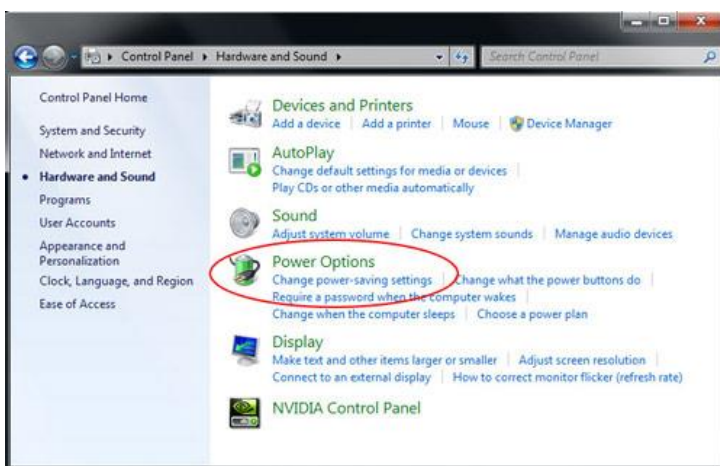 Control Panel Hardware and Sound
Search Control Panel
Control Panel Home
System and Security
Network and Internet
Hardware and Sound
Programs
User Accounts
Appearance and
Personalization
Clock, Language, and Region
Ease of Access
Devices and Printers
Add a device Add a printer Mouse Device Manager
AutoPlay
Change default settings for media or devices
Play CDs or other media automatically
Sound
Adjust system volume Change system sounds Manage audio devices
Power Options
Change power-saving settings Change what the power buttons do
Require a password when the computer wakes
Change when the computer sleeps Choose a power plan
Display
Make text and other items larger or smaller Adjust screen resolution
Connect to an external display How to correct monitor flicker (refresh rate)
NVIDIA Control Panel